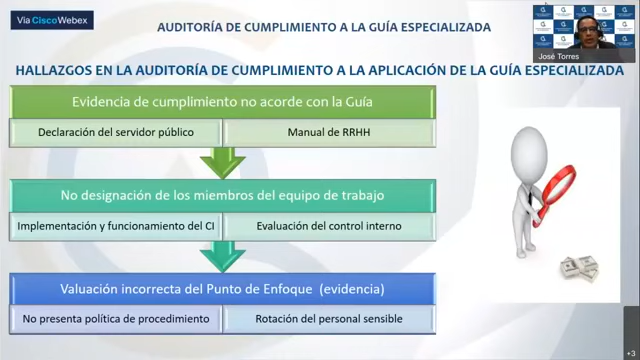 Vía CiscoWebex
AUDITORÍA DE CUMPLIMIENTO A LA GUÍA ESPECIALIZADA
José Torres
HALLAZGOS EN LA AUDITORÍA DE CUMPLIMIENTO A LA APLICACIÓN DE LA GUÍA ESPECIALIZADA
Evidencia de cumplimiento no acorde con la Guía
Declaración del servidor público
Manual de RRHH
No designación de los miembros del equipo de trabajo
Implementación y funcionamiento del CI
Evaluación del control interno
Valuación incorrecta del Punto de Enfoque (evidencia)
No presenta política de procedimiento
Rotación del personal sensible
+3